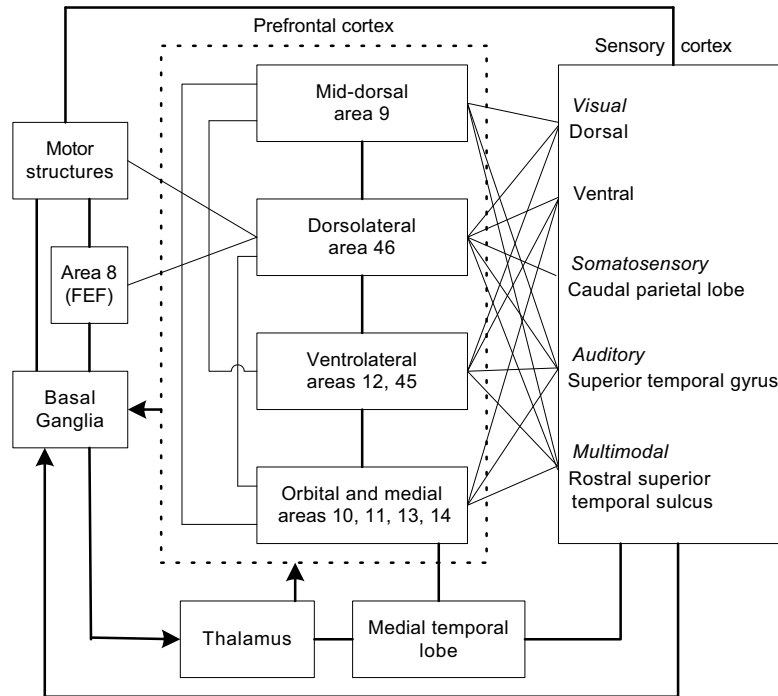 Prefrontal cortex
Sensory cortex
Mid-dorsal
area 9
Visual
Dorsal
Motor
structures
Ventral
Dorsolateral
area 46
Area 8
(FEF)
Somatosensory
Caudal parietal lobe
Ventrolateral
areas 12, 45
Auditory
Superior temporal gyrus
Basal
Ganglia
Multimodal
Rostral superior
temporal sulcus
Orbital and medial
areas 10, 11, 13, 14
Thalamus
Medial temporal
lobe